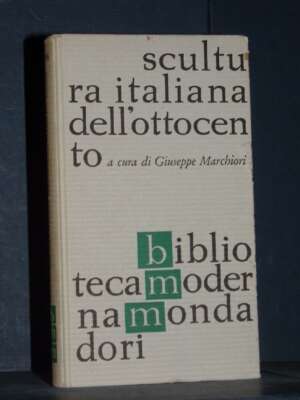 scultu
ra italiana
dell'ottocen
to a cura di Giuseppe Marchiori
biblio
tecamoder
namonda
dori